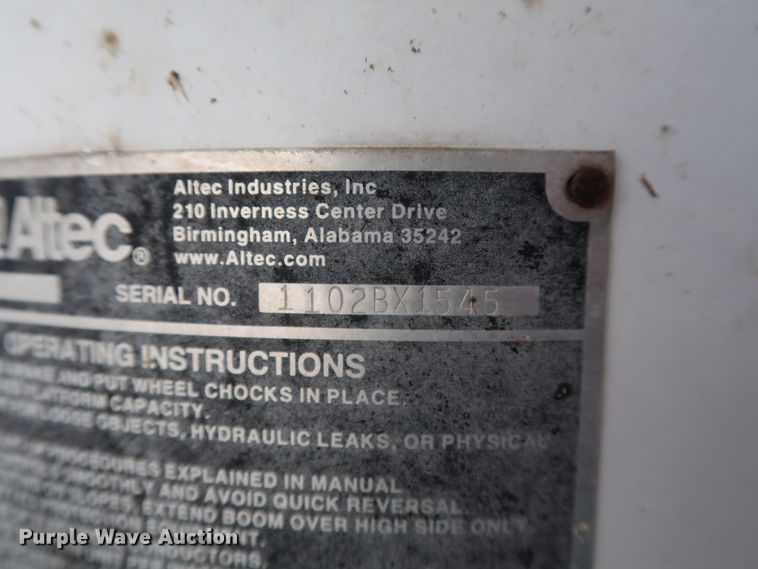 Altec®
Altec Industries, Inc
210 Inverness Center Drive
Birmingham, Alabama 35242
www.Altec.com
SERIAL NO. 1102BX1545
OPERATING INSTRUCTIONS
AND PUT WHEEL CHOCKS IN PLACE.
PLATFORM CAPACITY.
OBJECTS, HYDRAULIC LEAKS, OR PHYSICAL
PROCEDURES EXPLAINED IN MANUAL
SMOOTHLY AND AVOID QUICK REVERSAL
SLOPES, EXTEND BOOM OVER HIGH SIDE ONLY
Purple Wave Auction